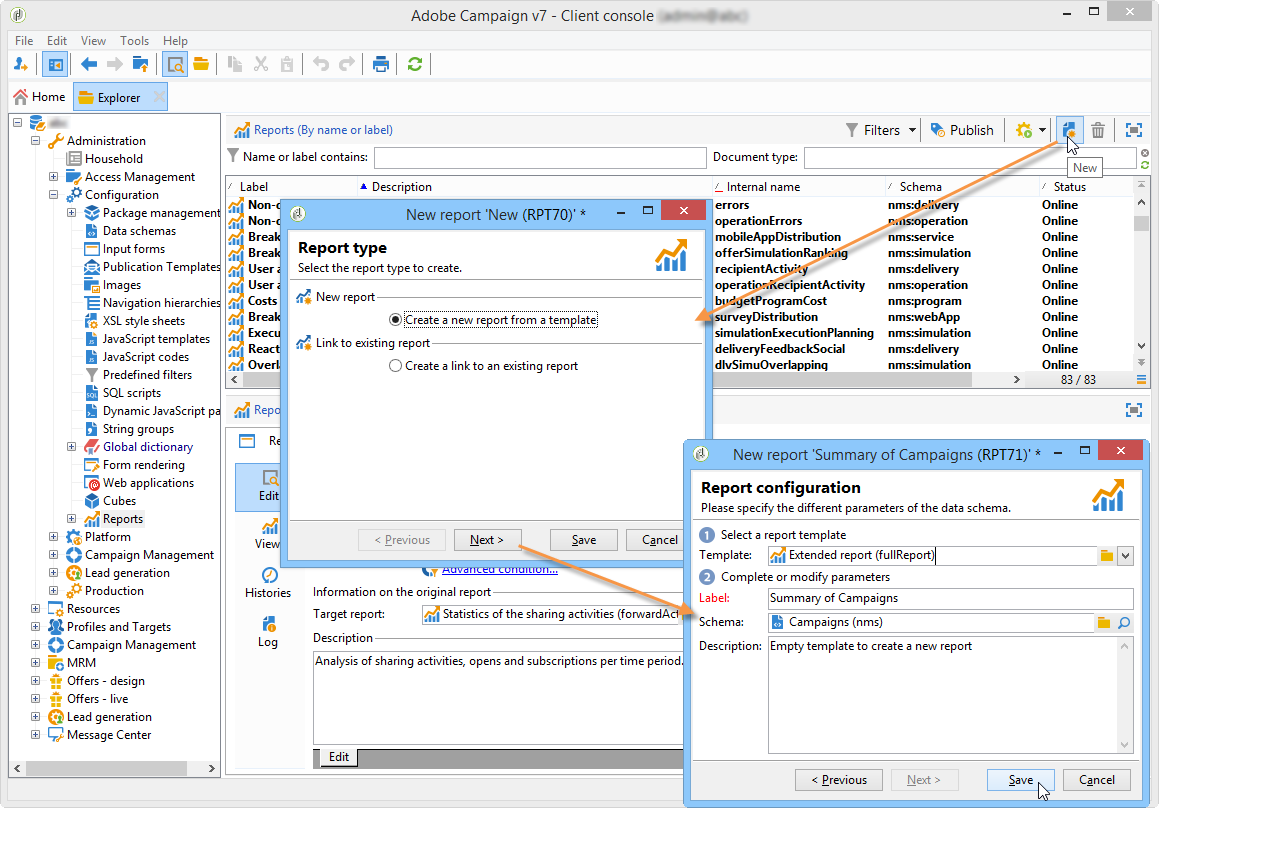 Adobe Campaign v7 - Client console
File Edit View Tools Help
Home Explorer
Administration
Household
Access Management
Configuration
Package management
Data schemas
Input forms
Publication Templates
Images
Navigation hierarchies
XSL style sheets
JavaScript templates
JavaScript codes
Predefined filters
SQL scripts
Dynamic JavaScript pa
String groups
Global dictionary
Form rendering
Web applications
Cubes
Reports
Platform
Campaign Management
Lead generation
Production
Resources
Profiles and Targets
Campaign Management
MRM
Offers - design
Offers - live
Lead generation
Message Center
Reports (By name or label) Filters Publish
Name or label contains: Document type:
New
Label Description Internal name Schema Status
Non-d errors nms:delivery Online
Non-d operationErrors nms:operation Online
Break mobileAppDistribution nms:service Online
Break offerSimulationRanking nms:simulation Online
User a recipientActivity nms:delivery Online
User a operationRecipientActivity nms:operation Online
Costs budgetProgramCost nms:program Online
Break surveyDistribution nms:webApp Online
Execu simulationExecutionPlanning nms:simulation Online
React deliveryFeedbackSocial nms:delivery Online
Overla dlvSimuOverlapping nms:simulation Online
83 / 83
Repo
Re
Edit
View
Histories
Log
New report 'New (RPT70)' *
Report type
Select the report type to create.
New report
Create a new report from a template
Link to existing report
Create a link to an existing report
< Previous Next > Save Cancel
Advanced condition...
Information on the original report
Target report: Statistics of the sharing activities (forwardAct
Description
Analysis of sharing activities, opens and subscriptions per time period.
Edit
New report 'Summary of Campaigns (RPT71)' *
Report configuration
Please specify the different parameters of the data schema.
1 Select a report template
Template: Extended report (fullReport)
2 Complete or modify parameters
Label: Summary of Campaigns
Schema: Campaigns (nms)
Description: Empty template to create a new report
< Previous Next > Save Cancel